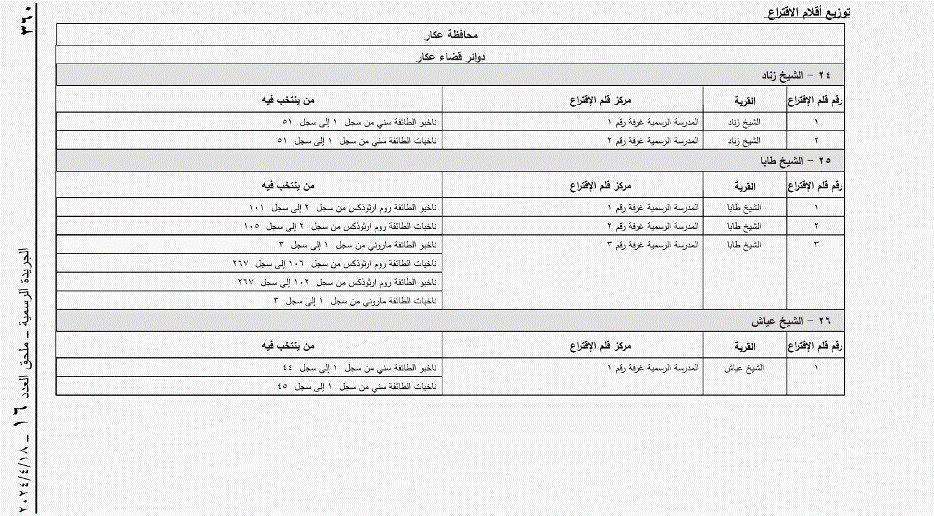 توزيع أقلام الاقتراع
محافظة عكار
دوائر قضاء عكار
٢٤ - الشيخ زناد
رقم قلم الإقتراع القرية مركز قلم الإقتراع من ينتخب فيه
١ الشيخ زناد المدرسة الرسمية غرفة رقم ١ ناخبو الطائفة سني من سجل ١ إلى سجل ٥١
٢ الشيخ زناد المدرسة الرسمية غرفة رقم ٢ ناخبات الطائفة سني من سجل ١ إلى سجل ٥١
٢٥ - الشيخ طابا
رقم قلم الإقتراع القرية مركز قلم الإقتراع من ينتخب فيه
١ الشيخ طابا المدرسة الرسمية غرفة رقم ١ ناخبو الطائفة روم ارثوذكس من سجل ٢ إلى سجل ١٠١
٢ الشيخ طابا المدرسة الرسمية غرفة رقم ٢ ناخبات الطائفة روم ارثوذكس من سجل ٢ إلى سجل ١٠٥
٣ الشيخ طابا المدرسة الرسمية غرفة رقم ٣ ناخبو الطائفة ماروني من سجل ١ إلى سجل ٣
ناخبات الطائفة روم ارثوذكس من سجل ١٠٦ إلى سجل ٢٦٧
ناخبو الطائفة روم ارثوذكس من سجل ١٠٢ إلى سجل ٢٦٧
ناخبات الطائفة ماروني من سجل ١ إلى سجل ٣
٢٦ - الشيخ عياش
رقم قلم الإقتراع القرية مركز قلم الإقتراع من ينتخب فيه
١ الشيخ عياش المدرسة الرسمية غرفة رقم ١ ناخبو الطائفة سني من سجل ١ إلى سجل ٤٤
ناخبات الطائفة سني من سجل ١ إلى سجل ٤٥
٣٦٠
الجريدة الرسمية – ملحق العدد ١٦ – ٢٠٢٤/٤/١٨